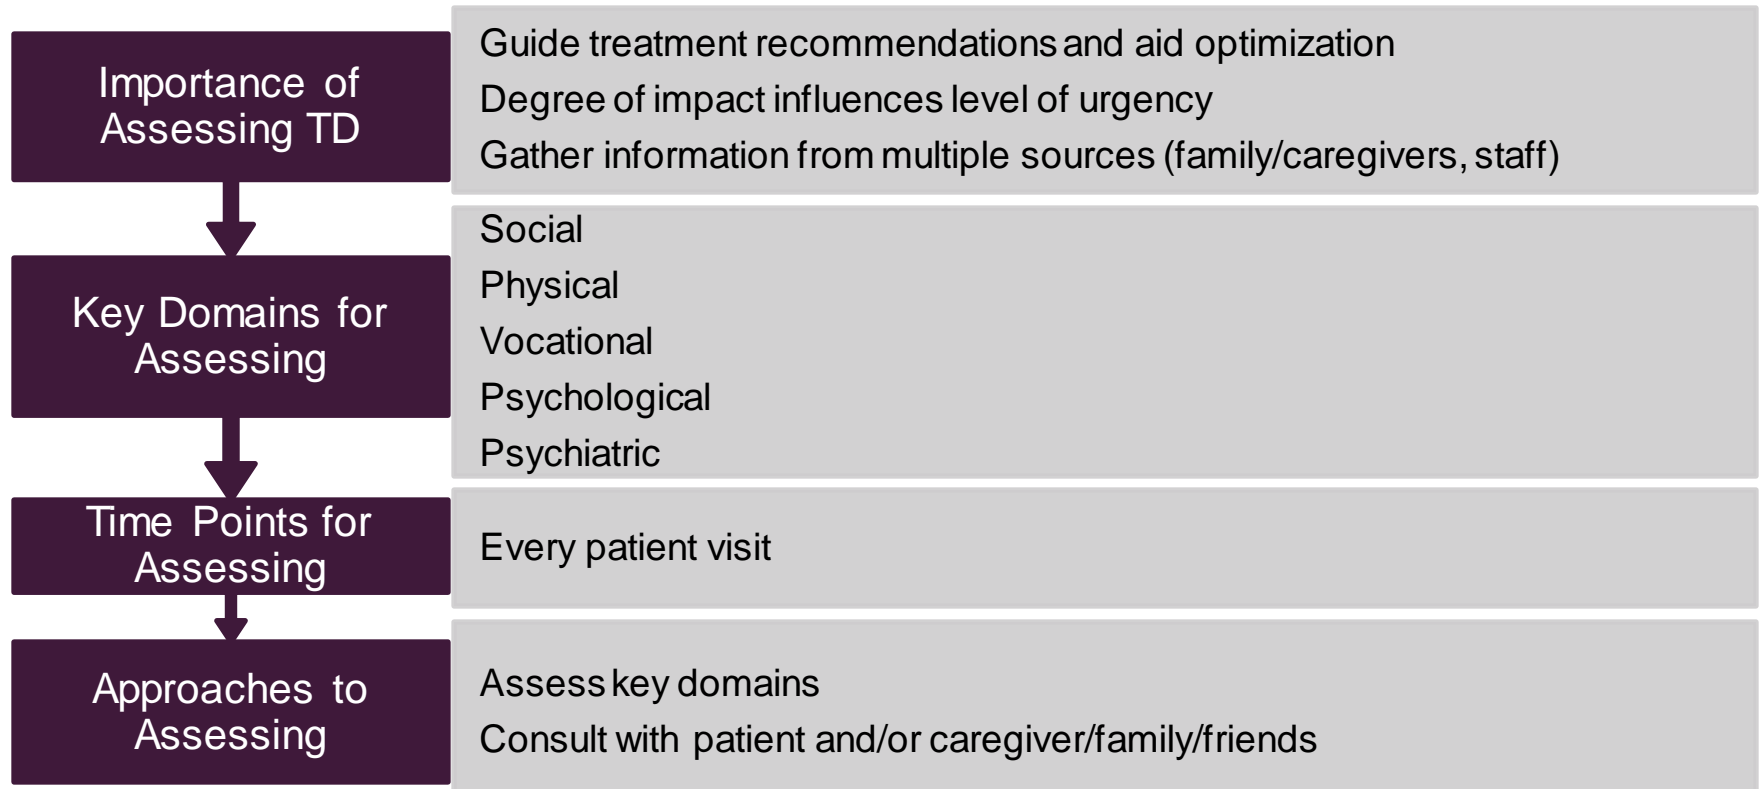 Importance of
Assessing TD
Guide treatment recommendations and aid optimization
Degree of impact influences level of urgency
Gather information from multiple sources (family/caregivers, staff)
Key Domains for
Assessing
Social
Physical
Vocational
Psychological
Psychiatric
Time Points for
Assessing
Every patient visit
Approaches to
Assessing
Assess key domains
Consult with patient and/or caregiver/family/friends